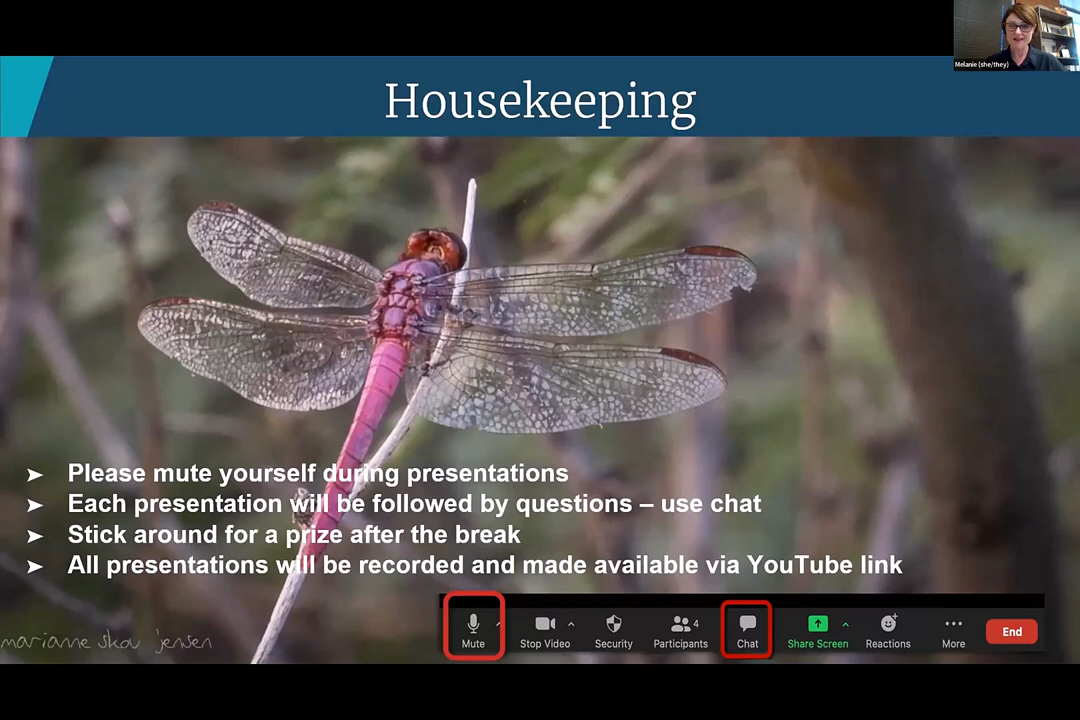 Melanie (she/they)
Housekeeping
➤ Please mute yourself during presentations
➤ Each presentation will be followed by questions – use chat
➤ Stick around for a prize after the break
➤ All presentations will be recorded and made available via YouTube link
marianne skov jensen
Mute
Stop Video
Security
Participants 4
Chat
Share Screen
Reactions
More
End